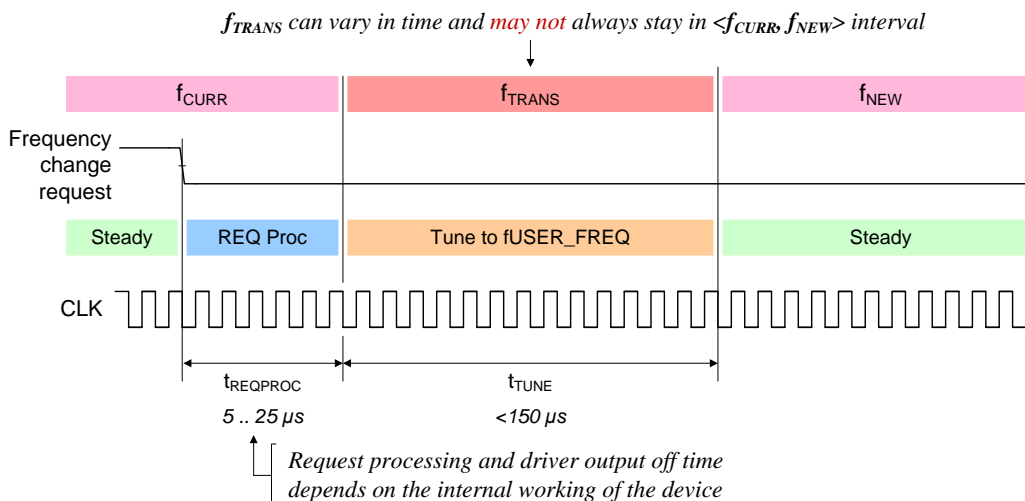 fTRANS can vary in time and may not always stay in <fCURR, fNEW> interval
fCURR
fTRANS
fNEW
Frequency
change
request
Steady
REQ Proc
Tune to fUSER_FREQ
Steady
CLK
tREQPROC
tTUNE
5 .. 25 µs
<150 µs
Request processing and driver output off time
depends on the internal working of the device